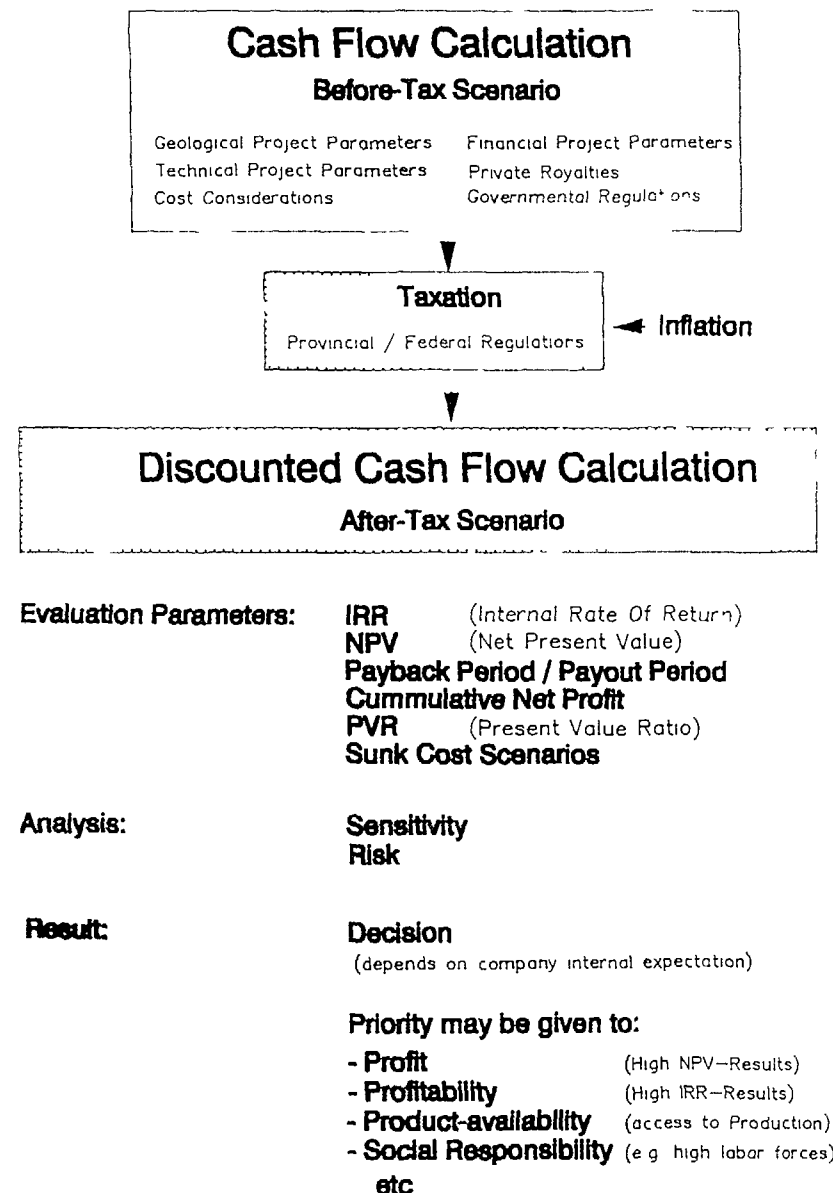 Cash Flow Calculation
Before-Tax Scenario
Geological Project Parameters Financial Project Parameters
Technical Project Parameters Private Royalties
Cost Considerations Governmental Regulations
Taxation
Provincial / Federal Regulations
Inflation
Discounted Cash Flow Calculation
After-Tax Scenario
Evaluation Parameters: IRR (Internal Rate Of Return)
NPV (Net Present Value)
Payback Period / Payout Period
Cummulative Net Profit
PVR (Present Value Ratio)
Sunk Cost Scenarios
Analysis: Sensitivity
Risk
Result: Decision
(depends on company internal expectation)
Priority may be given to:
- Profit (High NPV-Results)
- Profitability (High IRR-Results)
- Product-availability (access to Production)
- Social Responsibility (e g high labor forces)
etc